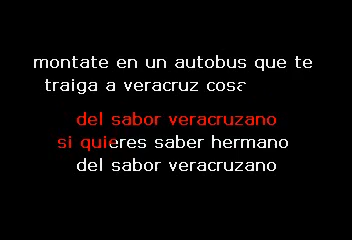 montate en un autobus que te
traiga a veracruz cosa
del sabor veracruzano
si quieres saber hermano
del sabor veracruzano